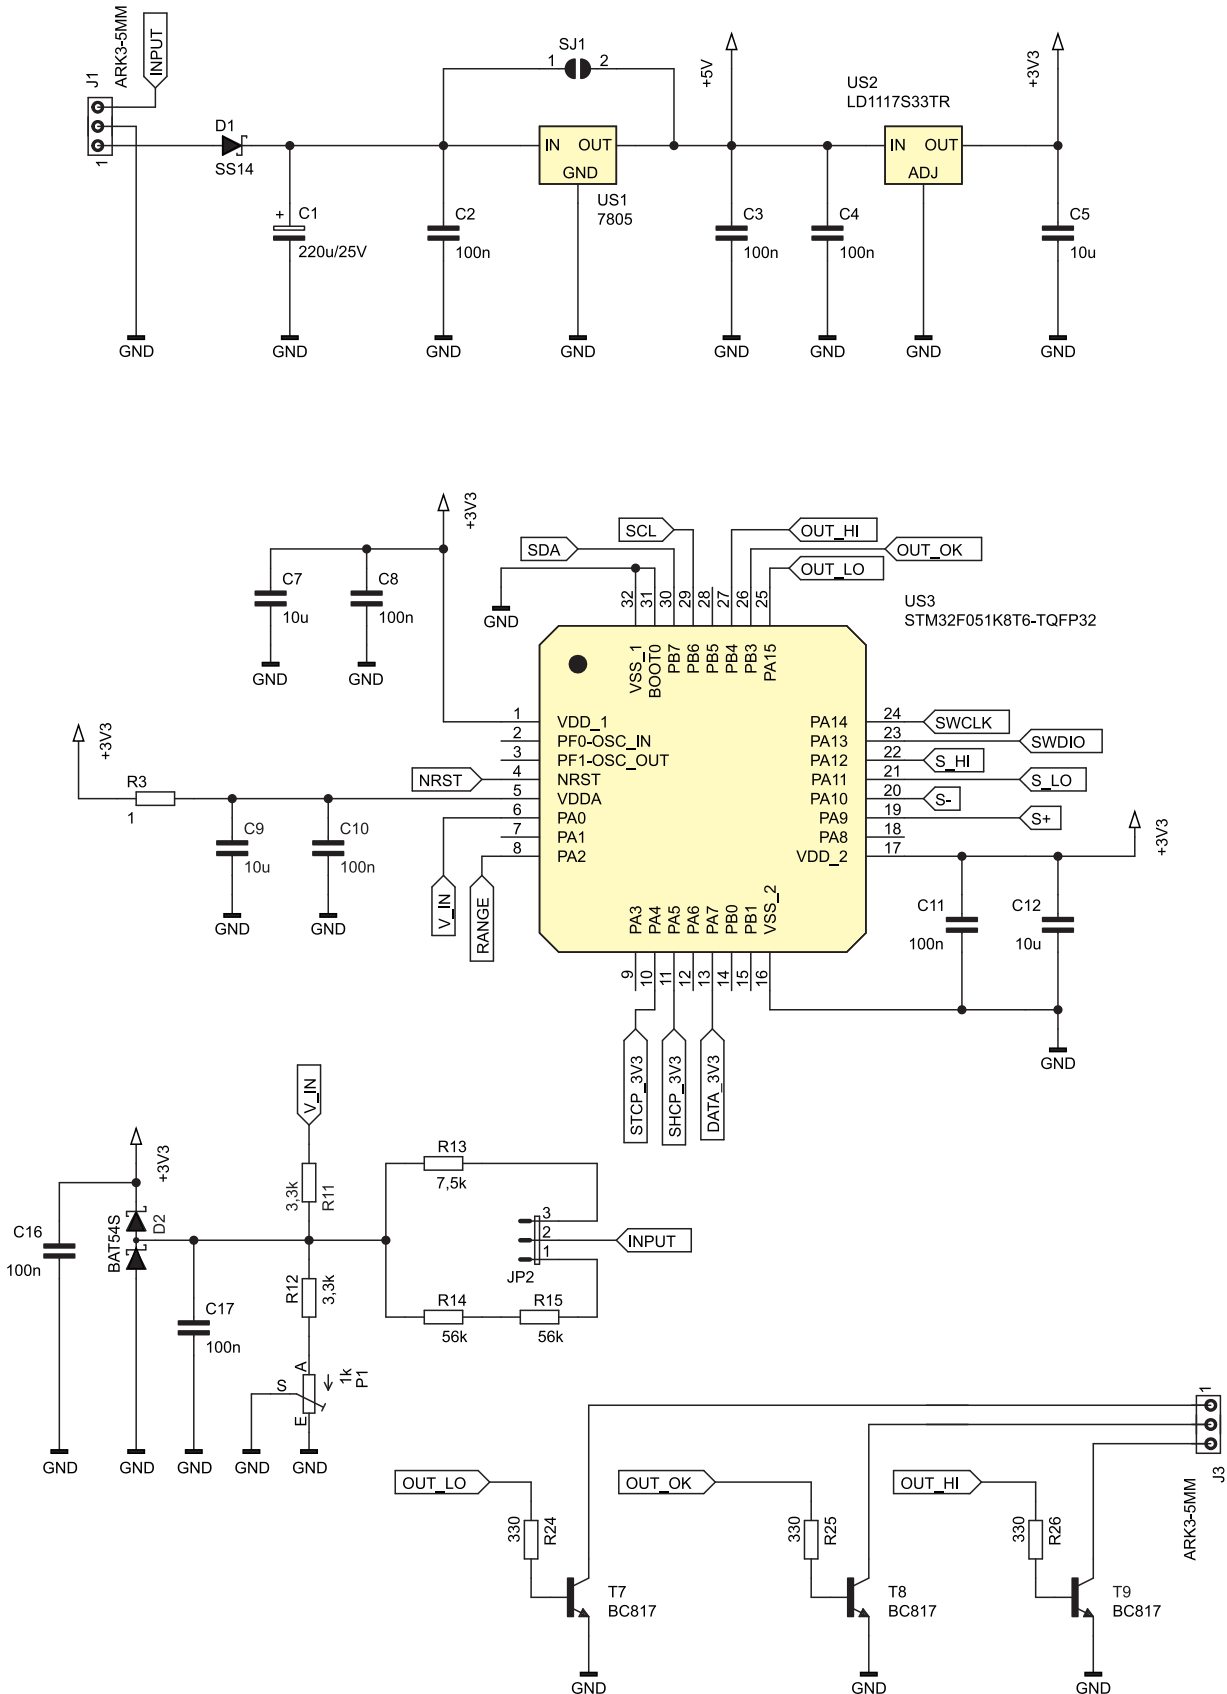 J1
ARK3-5MM
INPUT
1
D1
SS14
GND
+ C1
220u/25V
GND
C2
100n
GND
SJ1
1 2
IN OUT
GND
US1
7805
GND
+5V
C3
100n
GND
C4
100n
GND
US2
LD1117S33TR
IN OUT
ADJ
GND
+3V3
C5
10u
GND
+3V3
C7
10u
GND
C8
100n
GND
GND
SDA
SCL
OUT_HI
OUT_OK
OUT_LO
32 31 30 29 28 27 26 25
VSS_1 BOOT0 PB7 PB6 PB5 PB4 PB3 PA15
US3
STM32F051K8T6-TQFP32
1 VDD_1
2 PF0-OSC_IN
3 PF1-OSC_OUT
NRST 4 NRST
5 VDDA
6 PA0
7 PA1
8 PA2
PA14 24 SWCLK
PA13 23 SWDIO
PA12 22 S_HI
PA11 21 S_LO
PA10 20 S-
PA9 19 S+
PA8 18
VDD_2 17
+3V3
R3
1
C9
10u
GND
C10
100n
GND
V_IN
RANGE
PA3 PA4 PA5 PA6 PA7 PB0 PB1 VSS_2
9 10 11 12 13 14 15 16
STCP_3V3
SHCP_3V3
DATA_3V3
+3V3
C11
100n
C12
10u
GND
V_IN
3,3k
R11
+3V3
C16
100n
GND
BAT54S
D2
GND
C17
100n
GND
R12
3,3k
A
S
E
1k
P1
GND
GND
R13
7,5k
3
2
1
JP2
INPUT
R14
56k
R15
56k
OUT_LO
330
R24
T7
BC817
GND
OUT_OK
330
R25
T8
BC817
GND
OUT_HI
330
R26
T9
BC817
GND
1
J3
ARK3-5MM